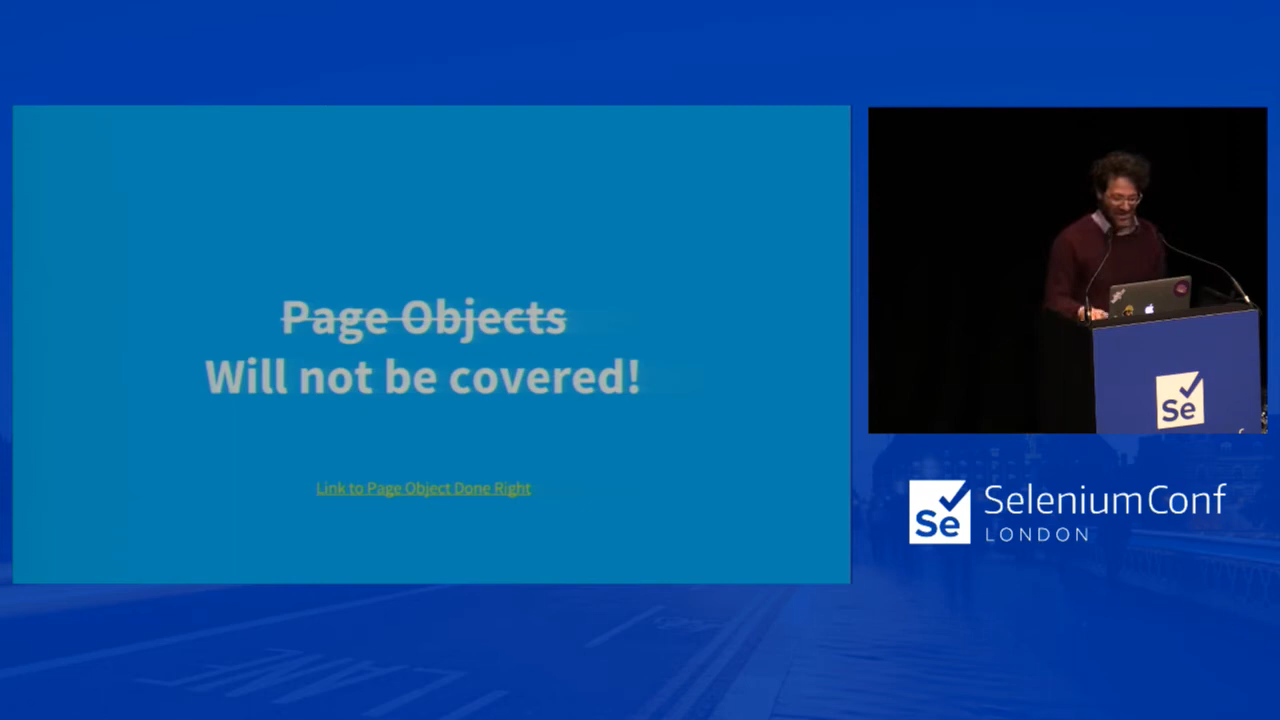 Page Objects
Will not be covered!
Link to Page Object Done Right
Se
Se
SeleniumConf
LONDON